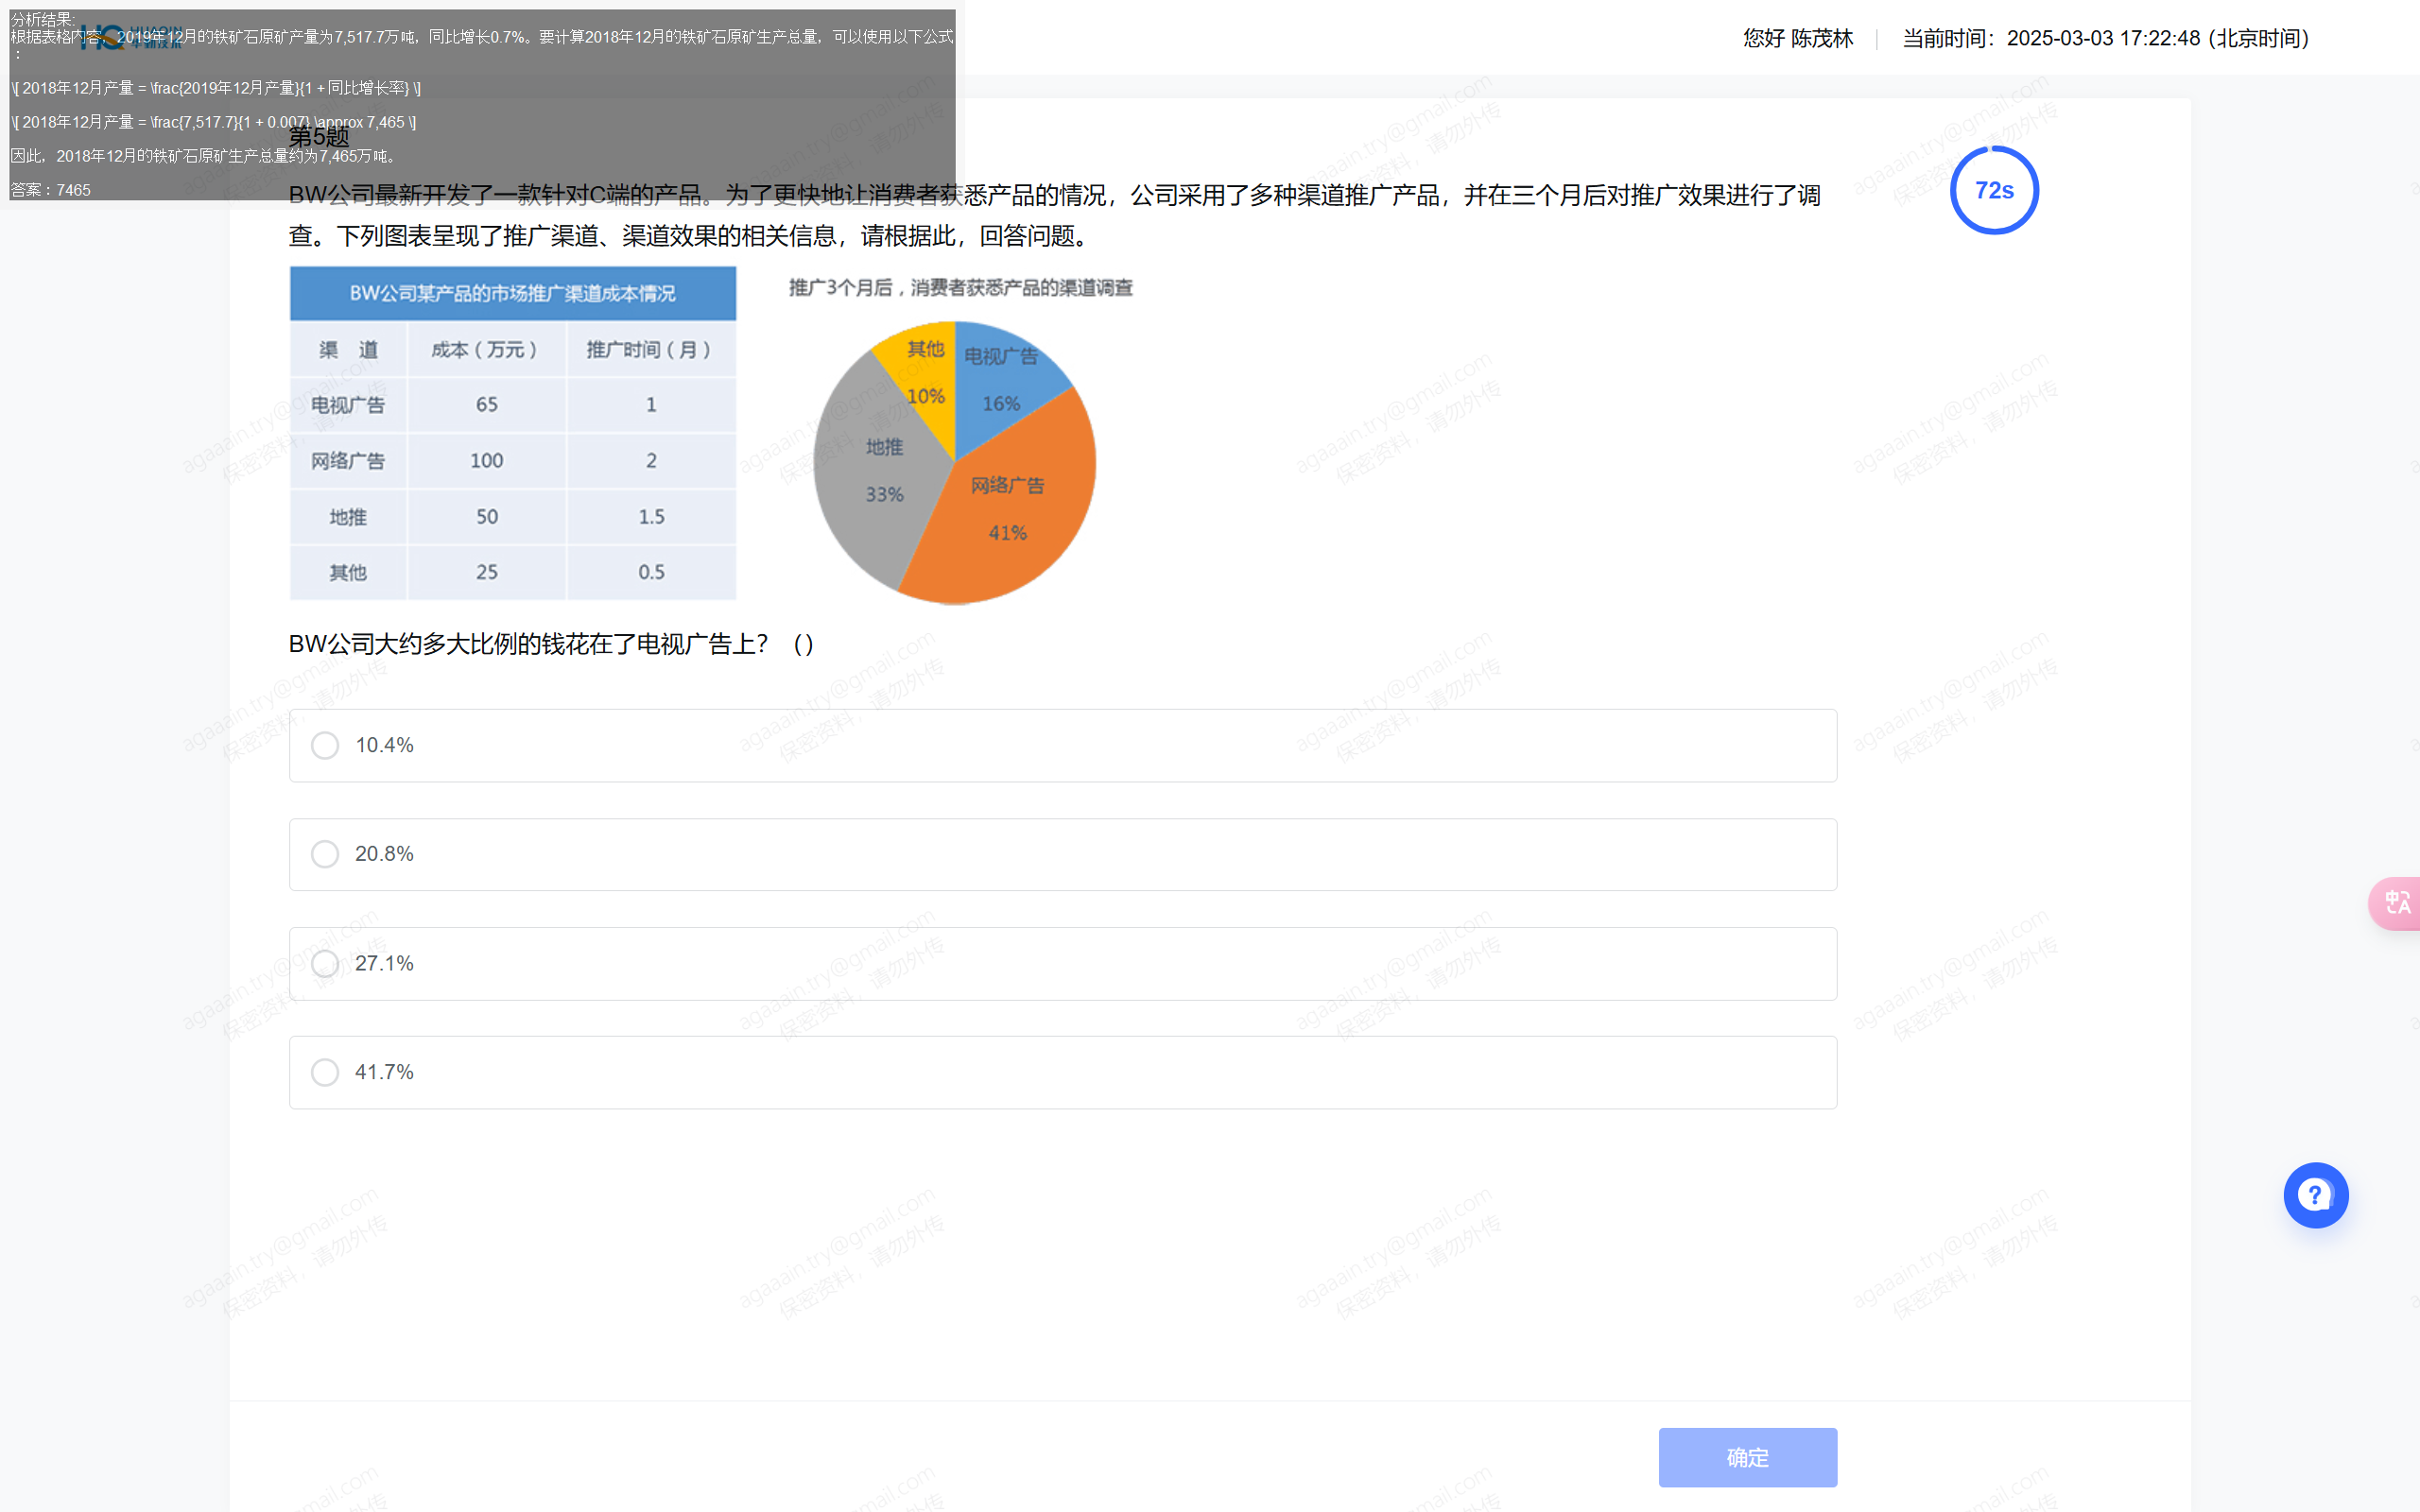 分析结果:
根据表格内容，2019年12月的铁矿石原矿产量为7,517.7万吨，同比增长0.7%。要计算2018年12月的铁矿石原矿生产总量，可以使用以下公式
：
\[ 2018年12月产量 = \frac{2019年12月产量}{1 + 同比增长率} \]
\[ 2018年12月产量 = \frac{7,517.7}{1 + 0.007} \approx 7,465 \]
因此，2018年12月的铁矿石原矿生产总量约为7,465万吨。
答案：7465
HQ
您好 陈茂林
当前时间：2025-03-03 17:22:48 (北京时间)
第5题
72s
BW公司最新开发了一款针对C端的产品。为了更快地让消费者获悉产品的情况，公司采用了多种渠道推广产品，并在三个月后对推广效果进行了调
查。下列图表呈现了推广渠道、渠道效果的相关信息，请根据此，回答问题。
BW公司某产品的市场推广渠道成本情况
渠 道 成本（万元） 推广时间（月）
电视广告 65 1
网络广告 100 2
地推 50 1.5
其他 25 0.5
推广3个月后，消费者获悉产品的渠道调查
其他
10%
电视广告
16%
地推
33%
网络广告
41%
BW公司大约多大比例的钱花在了电视广告上？（）
10.4%
20.8%
27.1%
41.7%
确定
agaaain.try@gmail.com
保密资料，请勿外传